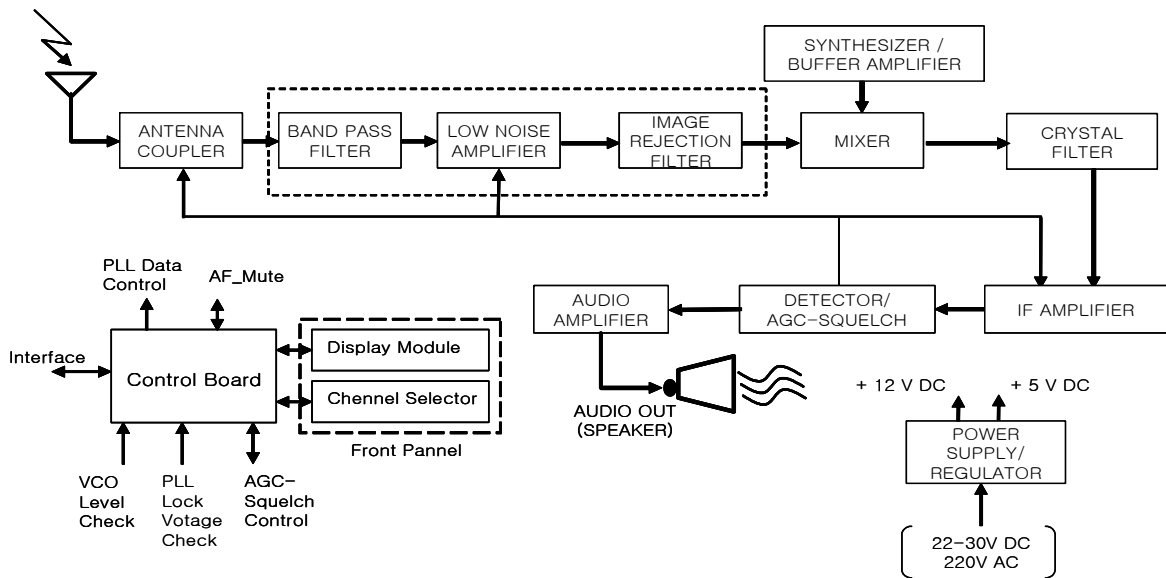 SYNTHESIZER /
BUFFER AMPLIFIER
ANTENNA
COUPLER
BAND PASS
FILTER
LOW NOISE
AMPLIFIER
IMAGE
REJECTION
FILTER
MIXER
CRYSTAL
FILTER
PLL Data
Control
AF_Mute
AUDIO
AMPLIFIER
DETECTOR/
AGC-SQUELCH
IF AMPLIFIER
Interface
Control Board
Display Module
Chennel Selector
Front Pannel
AUDIO OUT
(SPEAKER)
+ 12 V DC
+ 5 V DC
POWER
SUPPLY/
REGULATOR
VCO
Level
Check
PLL
Lock
Votage
Check
AGC-
Squelch
Control
22-30V DC
220V AC